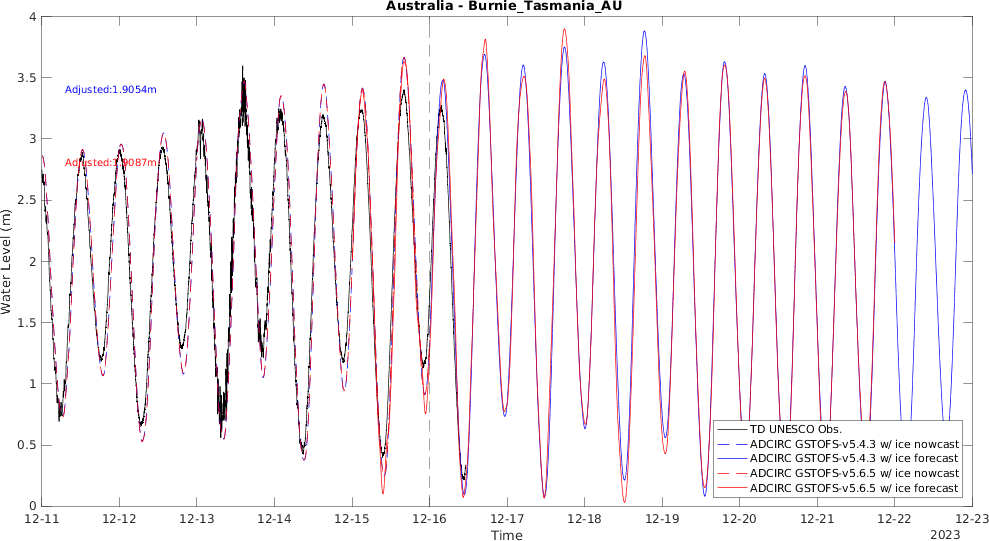 Australia - Burnie_Tasmania_AU
4
3.5
3
2.5
2
1.5
1
0.5
0
Water Level (m)
Adjusted:1.9054m
Adjusted:1.9087m
TD UNESCO Obs.
ADCIRC GSTOFS-v5.4.3 w/ ice nowcast
ADCIRC GSTOFS-v5.4.3 w/ ice forecast
ADCIRC GSTOFS-v5.6.5 w/ ice nowcast
ADCIRC GSTOFS-v5.6.5 w/ ice forecast
12-11 12-12 12-13 12-14 12-15 12-16 12-17 12-18 12-19 12-20 12-21 12-22 12-23
Time
2023